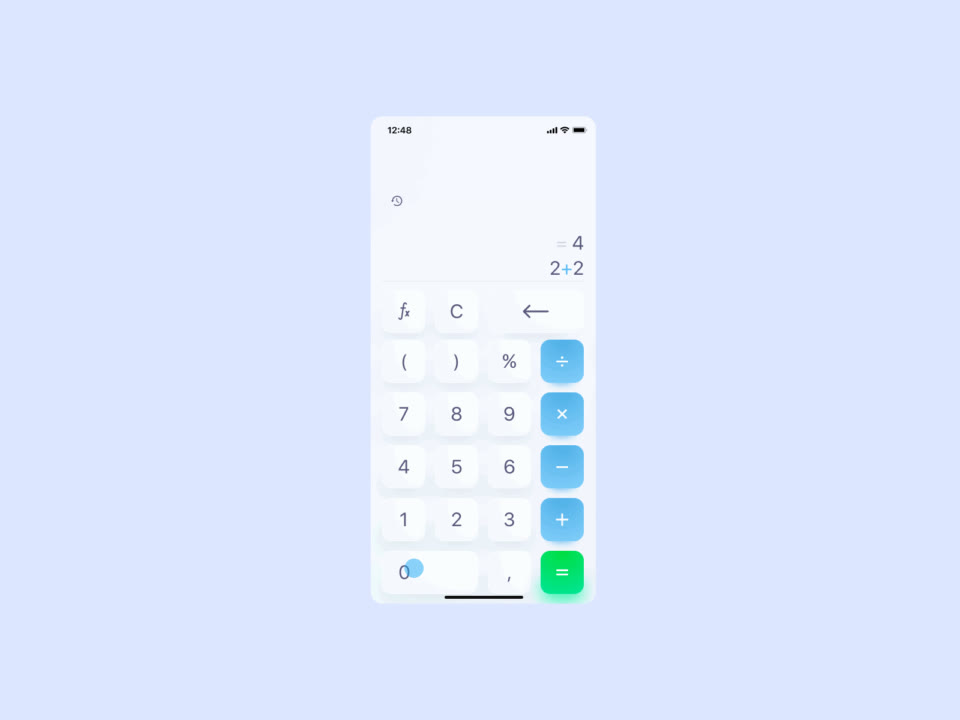 12:48
= 4
2+2
fx C ←
( ) % ÷
7 8 9 ×
4 5 6 −
1 2 3 +
0 , =